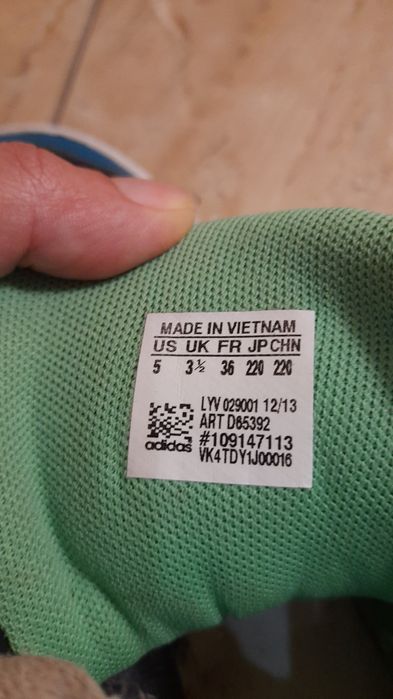 MADE IN VIETNAM
US UK FR JP CHN
5 3½ 36 220 220
LYV 029001 12/13
ART D65392
#109147113
VK4TDY1J00016
adidas